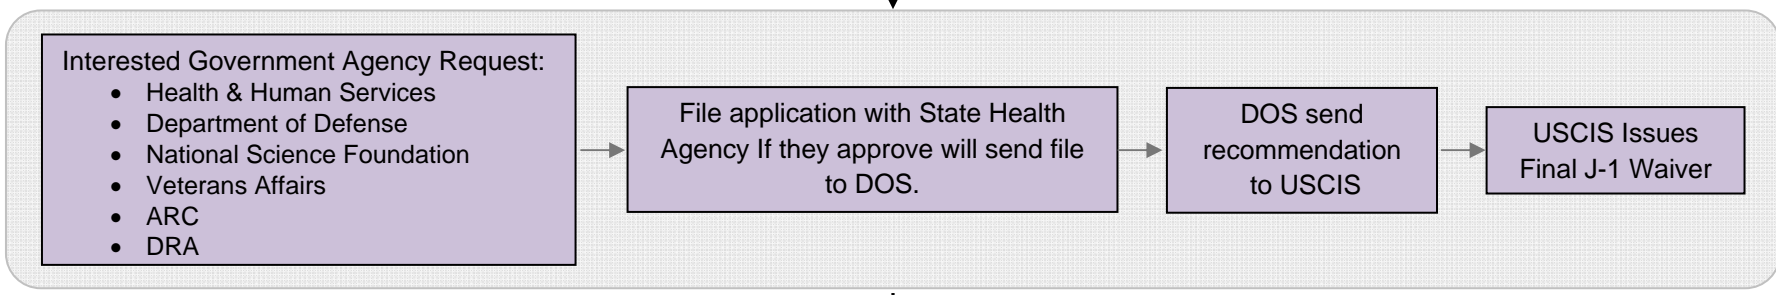 Interested Government Agency Request:
• Health & Human Services
• Department of Defense
• National Science Foundation
• Veterans Affairs
• ARC
• DRA
File application with State Health
Agency If they approve will send file
to DOS.
DOS send
recommendation
to USCIS
USCIS Issues
Final J-1 Waiver